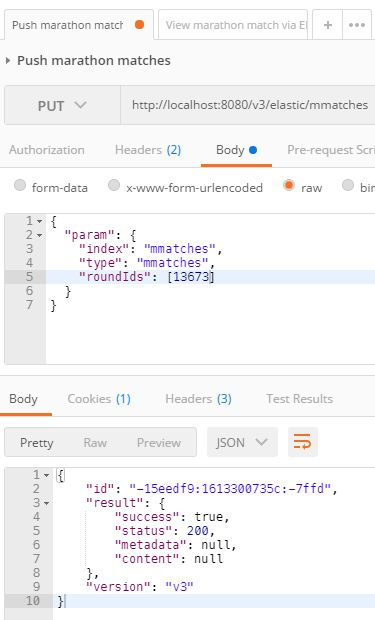 Push marathon match
View marathon match via El
+
•••
Push marathon matches
PUT
http://localhost:8080/v3/elastic/mmatches
Authorization
Headers (2)
Body
Pre-request Scri
form-data
x-www-form-urlencoded
raw
bin
1 {
2 "param": {
3 "index": "mmatches",
4 "type": "mmatches",
5 "roundIds": [13673]
6 }
7 }
Body
Cookies (1)
Headers (3)
Test Results
Pretty
Raw
Preview
JSON
1 {
2 "id": "-15eedf9:1613300735c:-7ffd",
3 "result": {
4 "success": true,
5 "status": 200,
6 "metadata": null,
7 "content": null
8 },
9 "version": "v3"
10 }